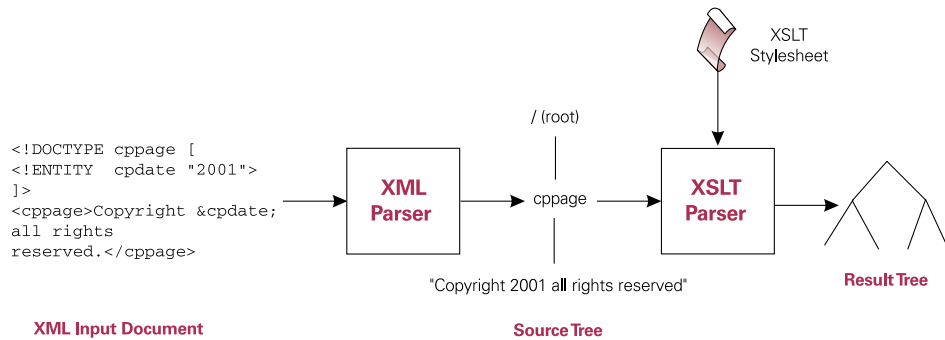 XSLT
Stylesheet
/ (root)
<!DOCTYPE cppage [
<!ENTITY  cpdate "2001">
]>
<cppage>Copyright &cpdate;
all rights
reserved.</cppage>
XML
Parser
cppage
XSLT
Parser
"Copyright 2001 all rights reserved"
Result Tree
XML Input Document
Source Tree